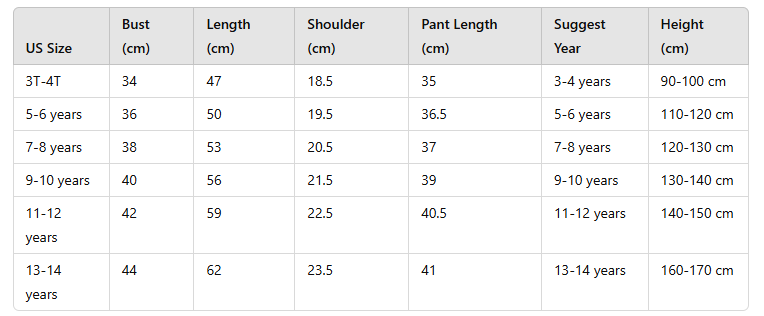 US Size Bust (cm) Length (cm) Shoulder (cm) Pant Length (cm) Suggest Year Height (cm)
3T-4T 34 47 18.5 35 3-4 years 90-100 cm
5-6 years 36 50 19.5 36.5 5-6 years 110-120 cm
7-8 years 38 53 20.5 37 7-8 years 120-130 cm
9-10 years 40 56 21.5 39 9-10 years 130-140 cm
11-12 years 42 59 22.5 40.5 11-12 years 140-150 cm
13-14 years 44 62 23.5 41 13-14 years 160-170 cm